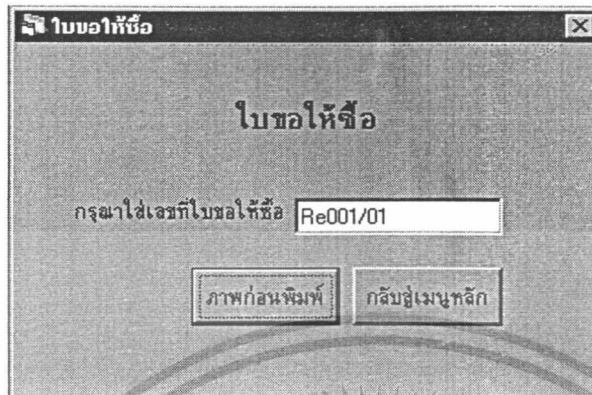 ใบขอให้ซื้อ
ใบขอให้ซื้อ
กรุณาใส่เลขที่ใบขอให้ซื้อ Re001/01
ภาพก่อนพิมพ์ กลับสู่เมนูหลัก